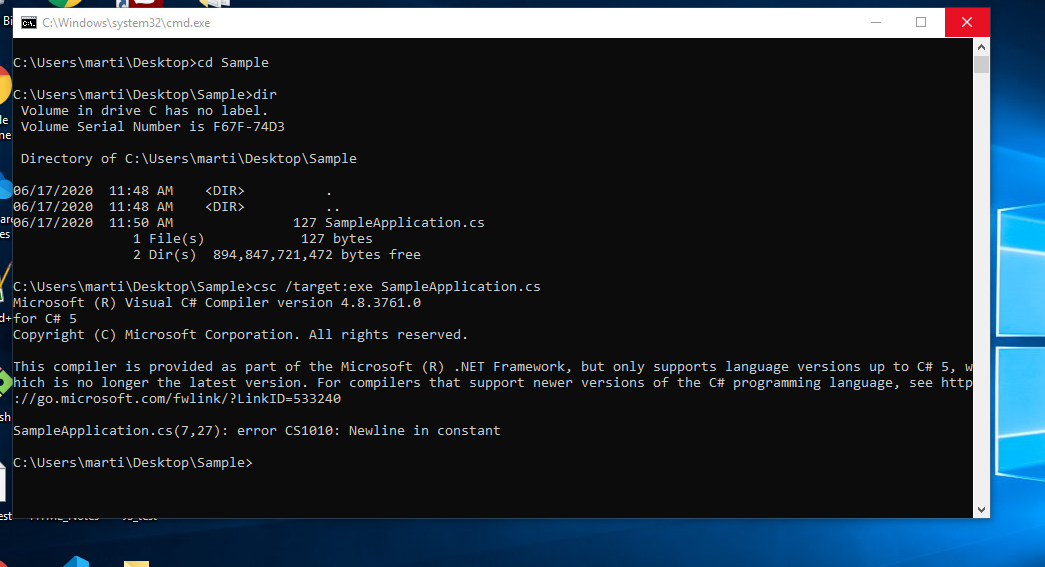 C:\Windows\system32\cmd.exe
C:\Users\marti\Desktop>cd Sample
C:\Users\marti\Desktop\Sample>dir
Volume in drive C has no label.
Volume Serial Number is F67F-74D3
Directory of C:\Users\marti\Desktop\Sample
06/17/2020  11:48 AM    <DIR>          .
06/17/2020  11:48 AM    <DIR>          ..
06/17/2020  11:50 AM               127 SampleApplication.cs
1 File(s)            127 bytes
2 Dir(s)  894,847,721,472 bytes free
C:\Users\marti\Desktop\Sample>csc /target:exe SampleApplication.cs
Microsoft (R) Visual C# Compiler version 4.8.3761.0
for C# 5
Copyright (C) Microsoft Corporation. All rights reserved.
This compiler is provided as part of the Microsoft (R) .NET Framework, but only supports language versions up to C# 5, w
hich is no longer the latest version. For compilers that support newer versions of the C# programming language, see http
://go.microsoft.com/fwlink/?LinkID=533240
SampleApplication.cs(7,27): error CS1010: Newline in constant
C:\Users\marti\Desktop\Sample>